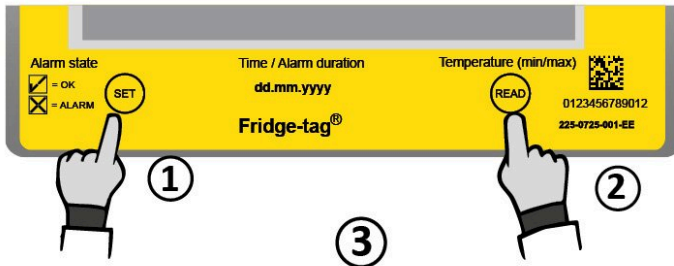 Alarm state
= OK
= ALARM
SET
Time / Alarm duration
dd.mm.yyyy
Fridge-tag®
Temperature (min/max)
READ
0123456789012
225-0725-001-EE
1
2
3